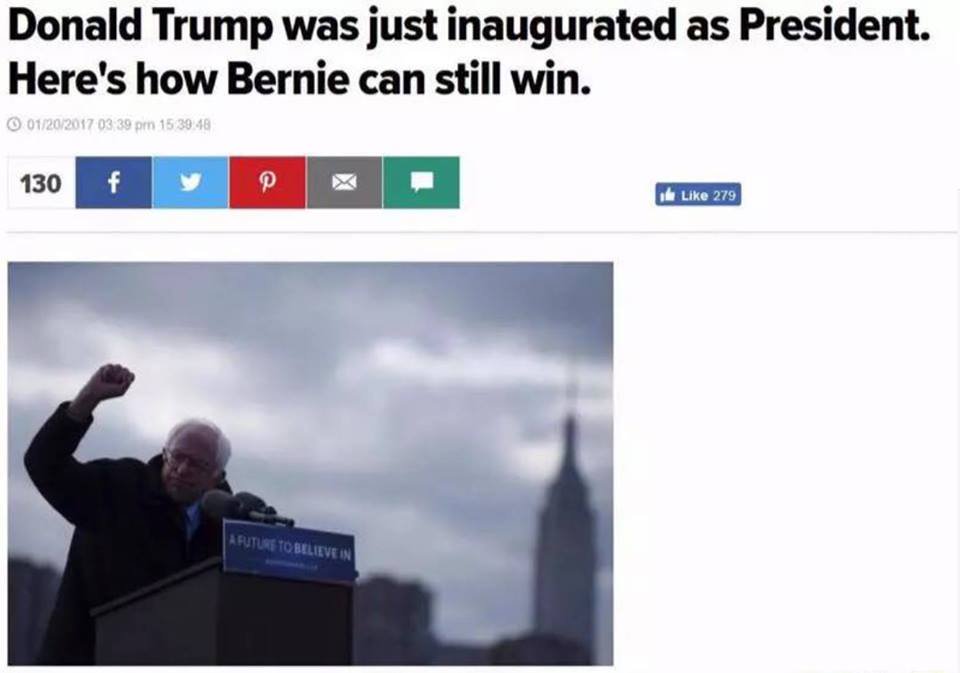 Donald Trump was just inaugurated as President.
Here's how Bernie can still win.
01/20/2017 03:39 pm 15:39:48
130
Like 279
A FUTURE TO BELIEVE IN